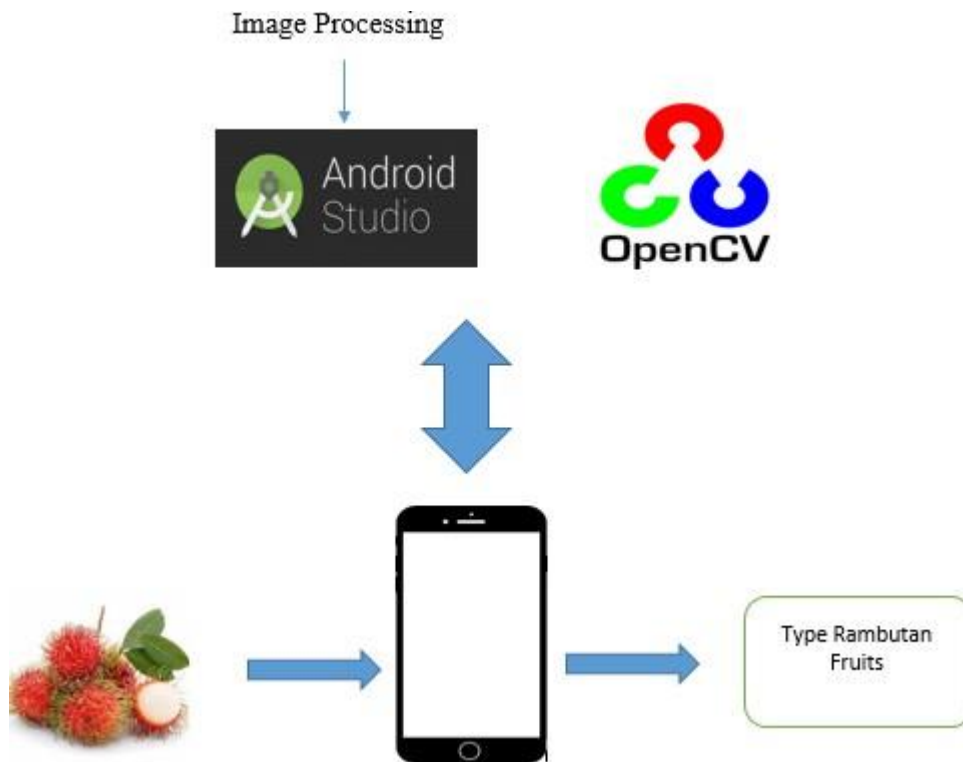 Image Processing
Android
Studio
OpenCV
Type Rambutan
Fruits